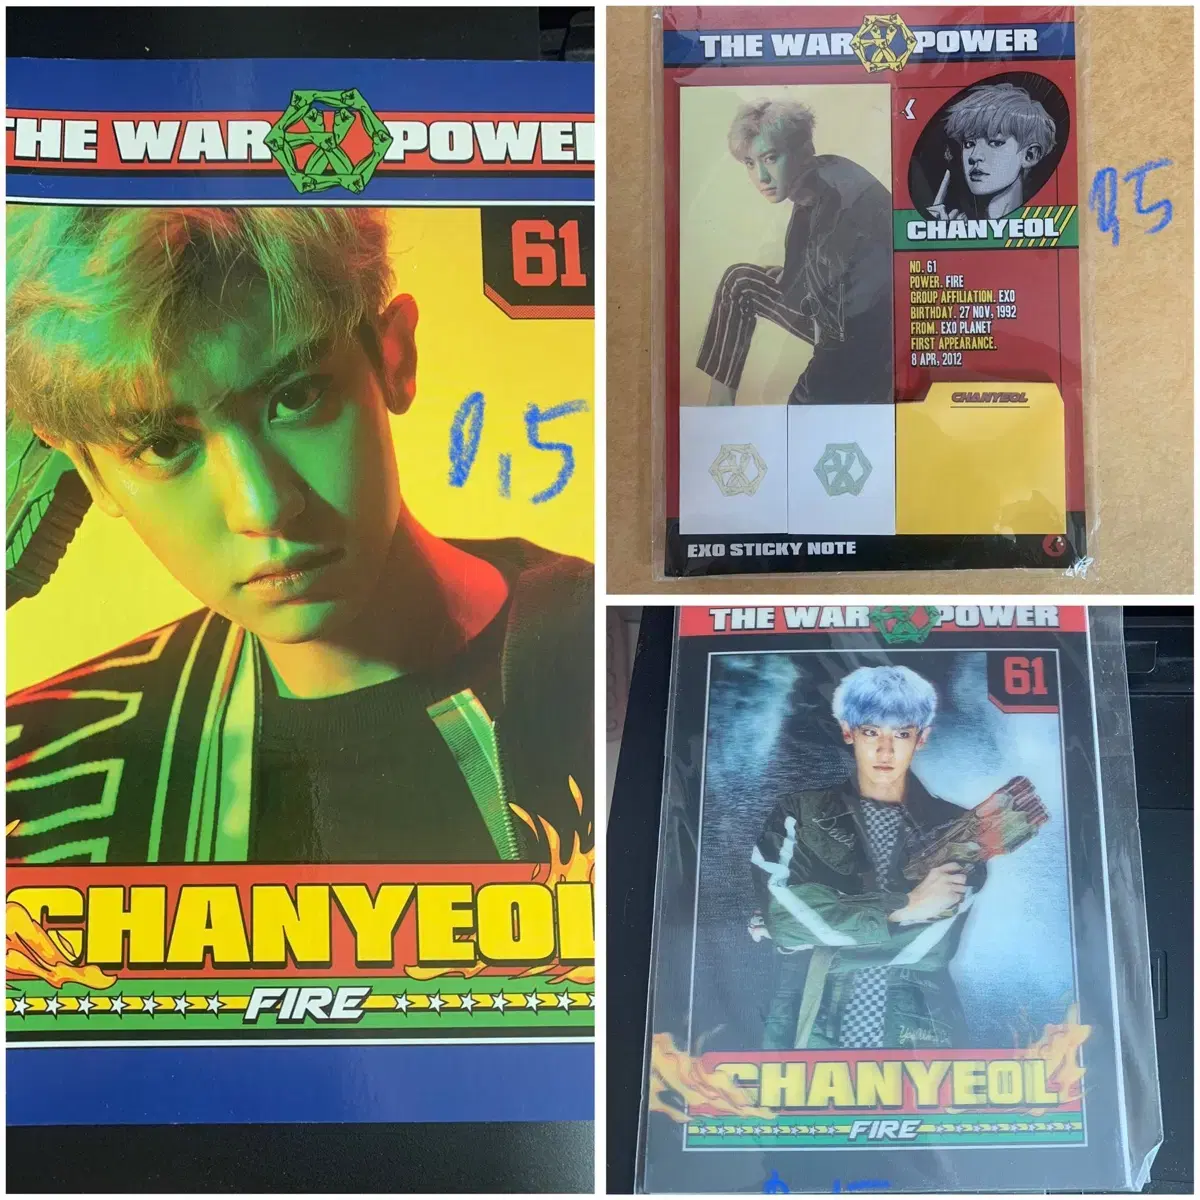 THE WAR POWER
61
0,5
CHANYEOL
FIRE
THE WAR POWER
CHANYEOL
NO. 61
POWER. FIRE
GROUP AFFILIATION. EXO
BIRTHDAY. 27 NOV, 1992
FROM. EXO PLANET
FIRST APPEARANCE.
8 APR, 2012
0,5
CHANYEOL
EXO STICKY NOTE
THE WAR POWER
61
CHANYEOL
FIRE